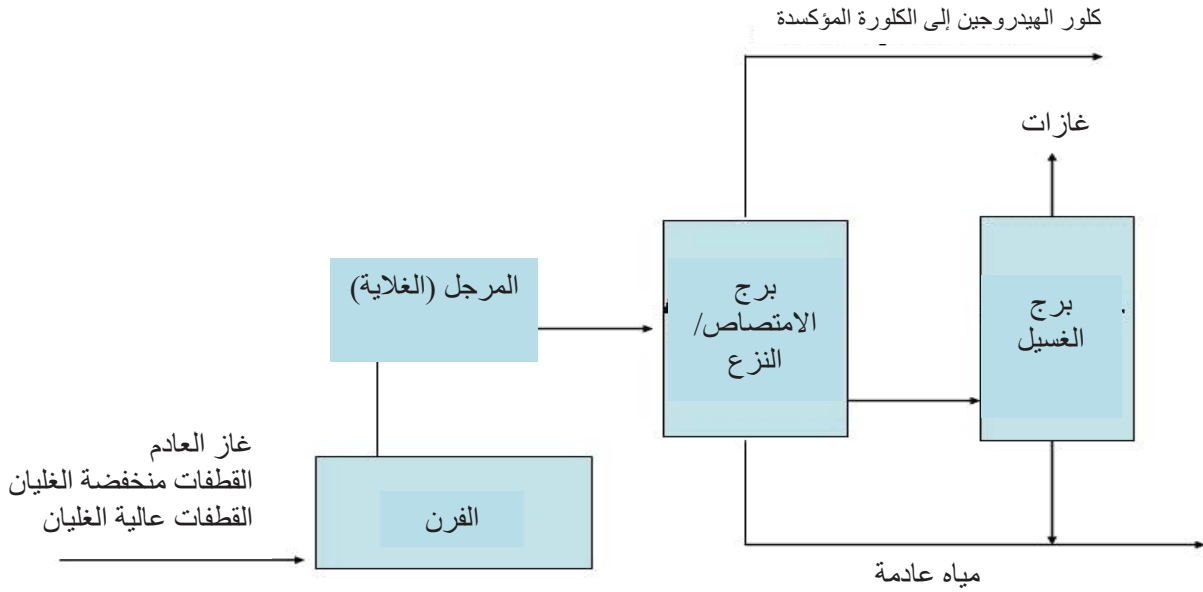 كلور الهيدروجين إلى الكلورة المؤكسدة
غازات
المرجل (الغلاية)
برج
الامتصاص/
النزع
برج
الغسيل
غاز العادم
القطفات منخفضة الغليان
القطفات عالية الغليان
الفرن
مياه عادمة